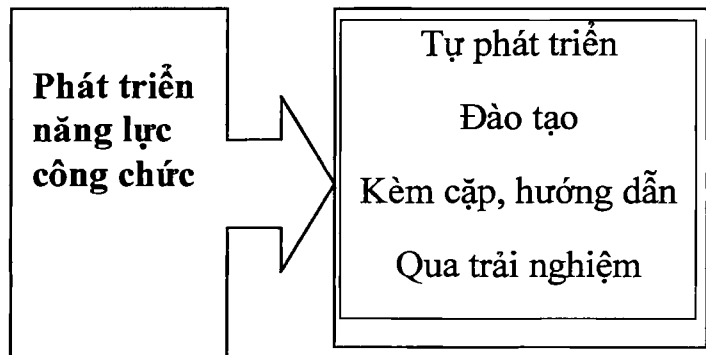 Phát triển
năng lực
công chức
Tự phát triển
Đào tạo
Kèm cặp, hướng dẫn
Qua trải nghiệm